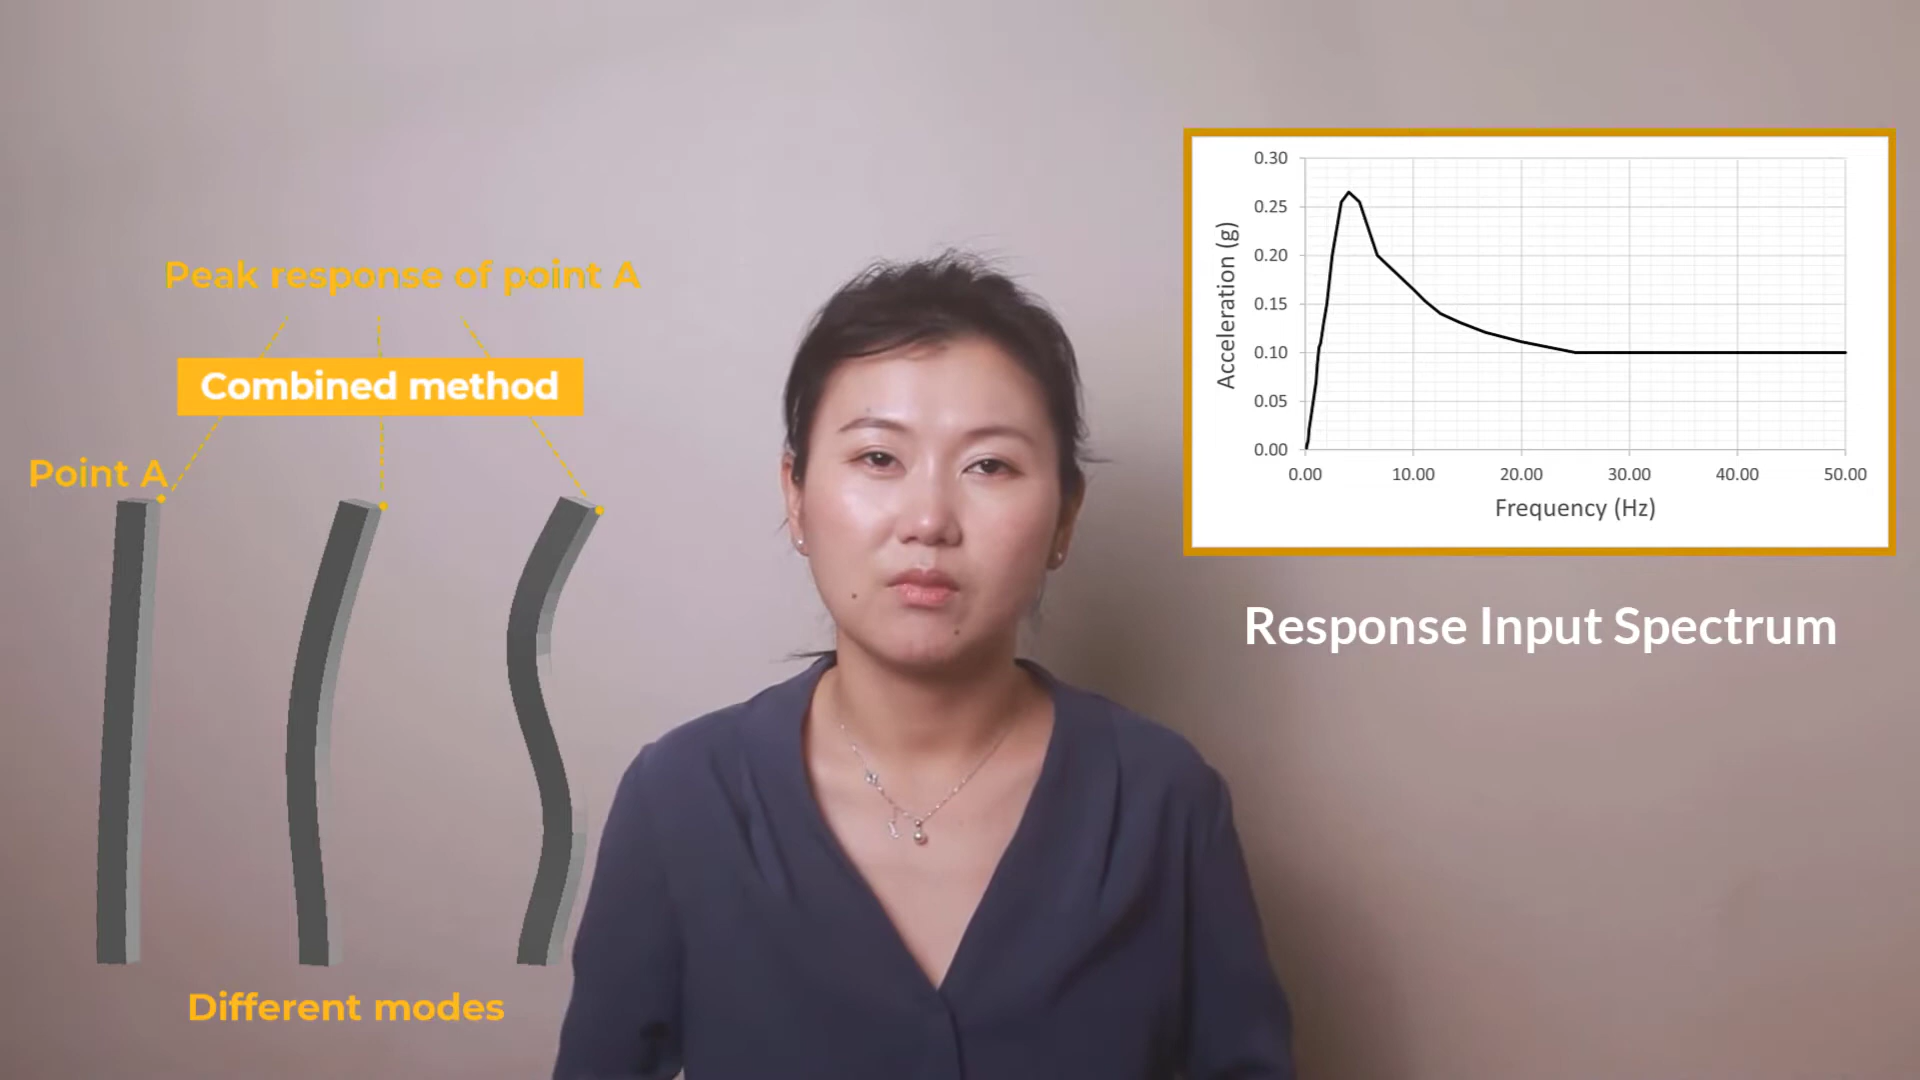 Peak response of point A
Combined method
Point A
Different modes
0.30
0.25
0.20
0.15
0.10
0.05
0.00
Acceleration (g)
0.00 10.00 20.00 30.00 40.00 50.00
Frequency (Hz)
Response Input Spectrum